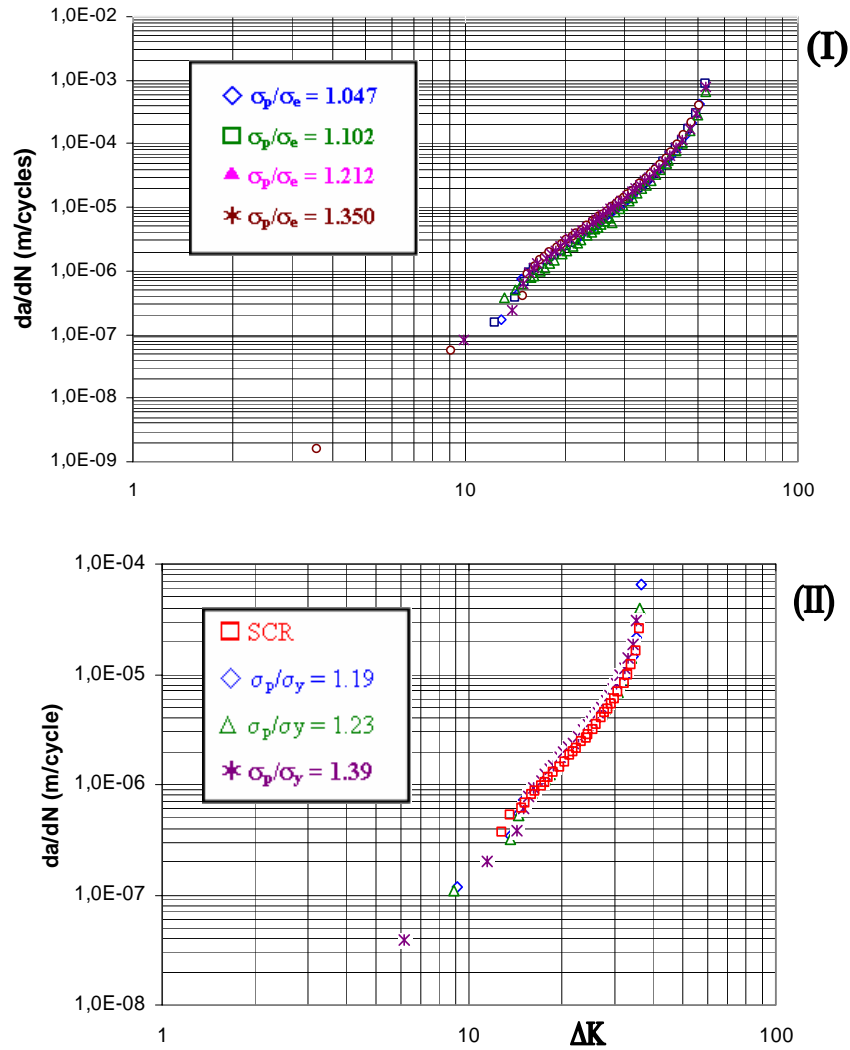 1,0E-02
(I)
1,0E-03
σp/σe = 1.047
1,0E-04
σp/σe = 1.102
da/dN (m/cycles)
1,0E-05
σp/σe = 1.212
σp/σe = 1.350
1,0E-06
1,0E-07
1,0E-08
1,0E-09
1 10 100
1,0E-04
(II)
SCR
1,0E-05
σp/σy = 1.19
da/dN (m/cycle)
σp/σy = 1.23
1,0E-06
σp/σy = 1.39
1,0E-07
1,0E-08
1 10 ΔK 100